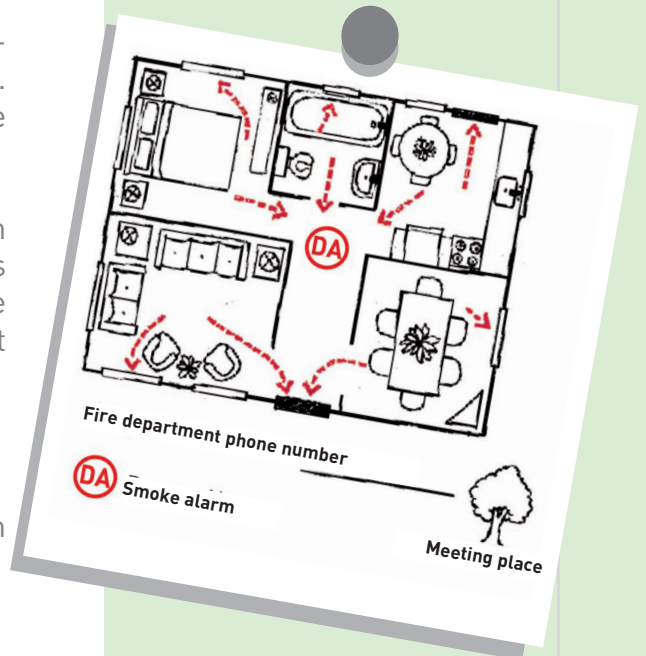 -
.
e
n
s
e
t
n
DA
Fire department phone number
DA Smoke alarm
Meeting place